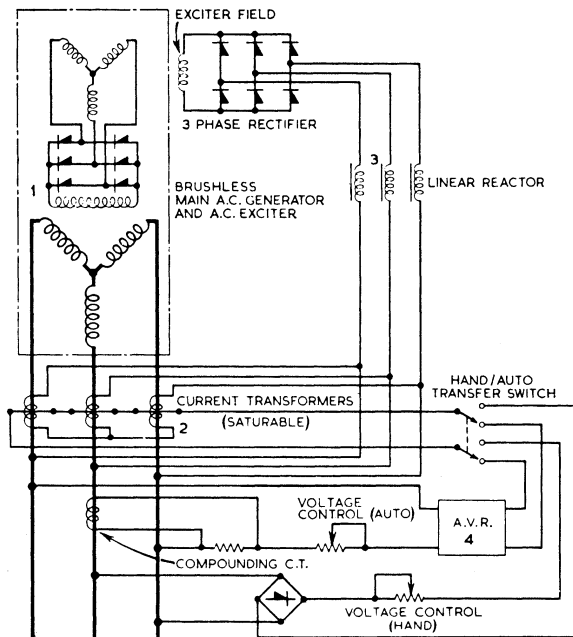 EXCITER FIELD
3 PHASE RECTIFIER
1
3
BRUSHLESS
MAIN A.C. GENERATOR
AND A.C. EXCITER
LINEAR REACTOR
HAND/AUTO
TRANSFER SWITCH
CURRENT TRANSFORMERS
(SATURABLE)
2
VOLTAGE
CONTROL (AUTO)
A.V.R.
4
COMPOUNDING C.T.
VOLTAGE CONTROL
(HAND)